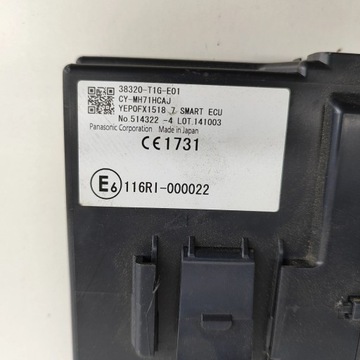 38320-T1G-E01
CY-MH71HCAJ
YEP0FX1518 7 SMART ECU
No.514322 -4 LOT.141003
Panasonic Corporation Made in Japan
CE1731
E6 116RI-000022